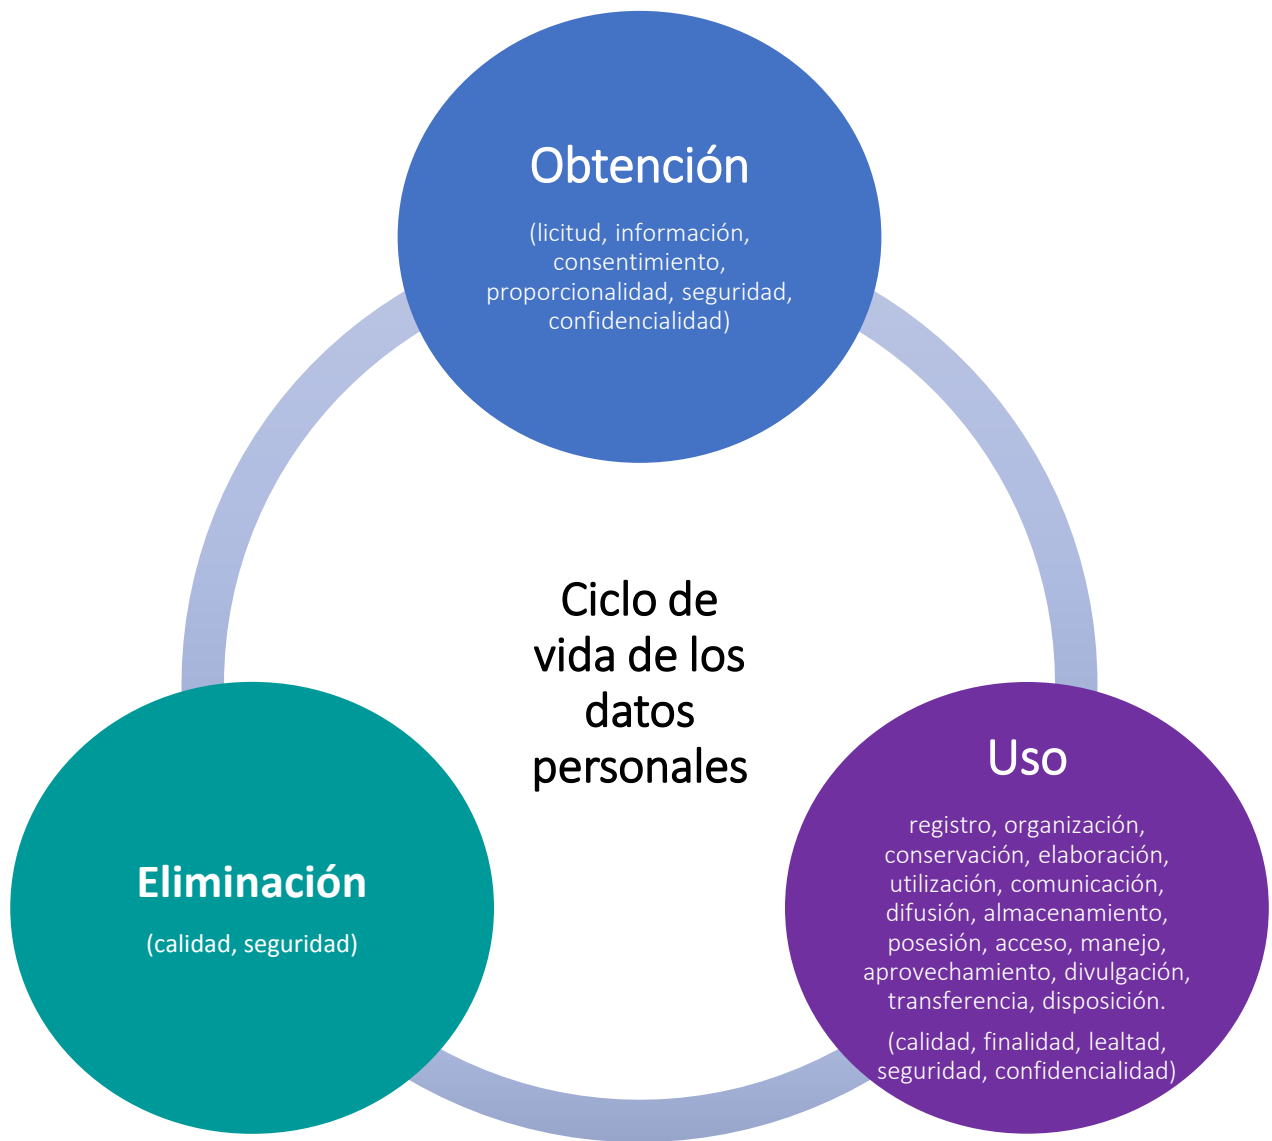 Obtención
(licitud, información,
consentimiento,
proporcionalidad, seguridad,
confidencialidad)
Ciclo de
vida de los
datos
personales
Uso
registro, organización,
conservación, elaboración,
utilización, comunicación,
difusión, almacenamiento,
posesión, acceso, manejo,
aprovechamiento, divulgación,
transferencia, disposición.
(calidad, finalidad, lealtad,
seguridad, confidencialidad)
Eliminación
(calidad, seguridad)